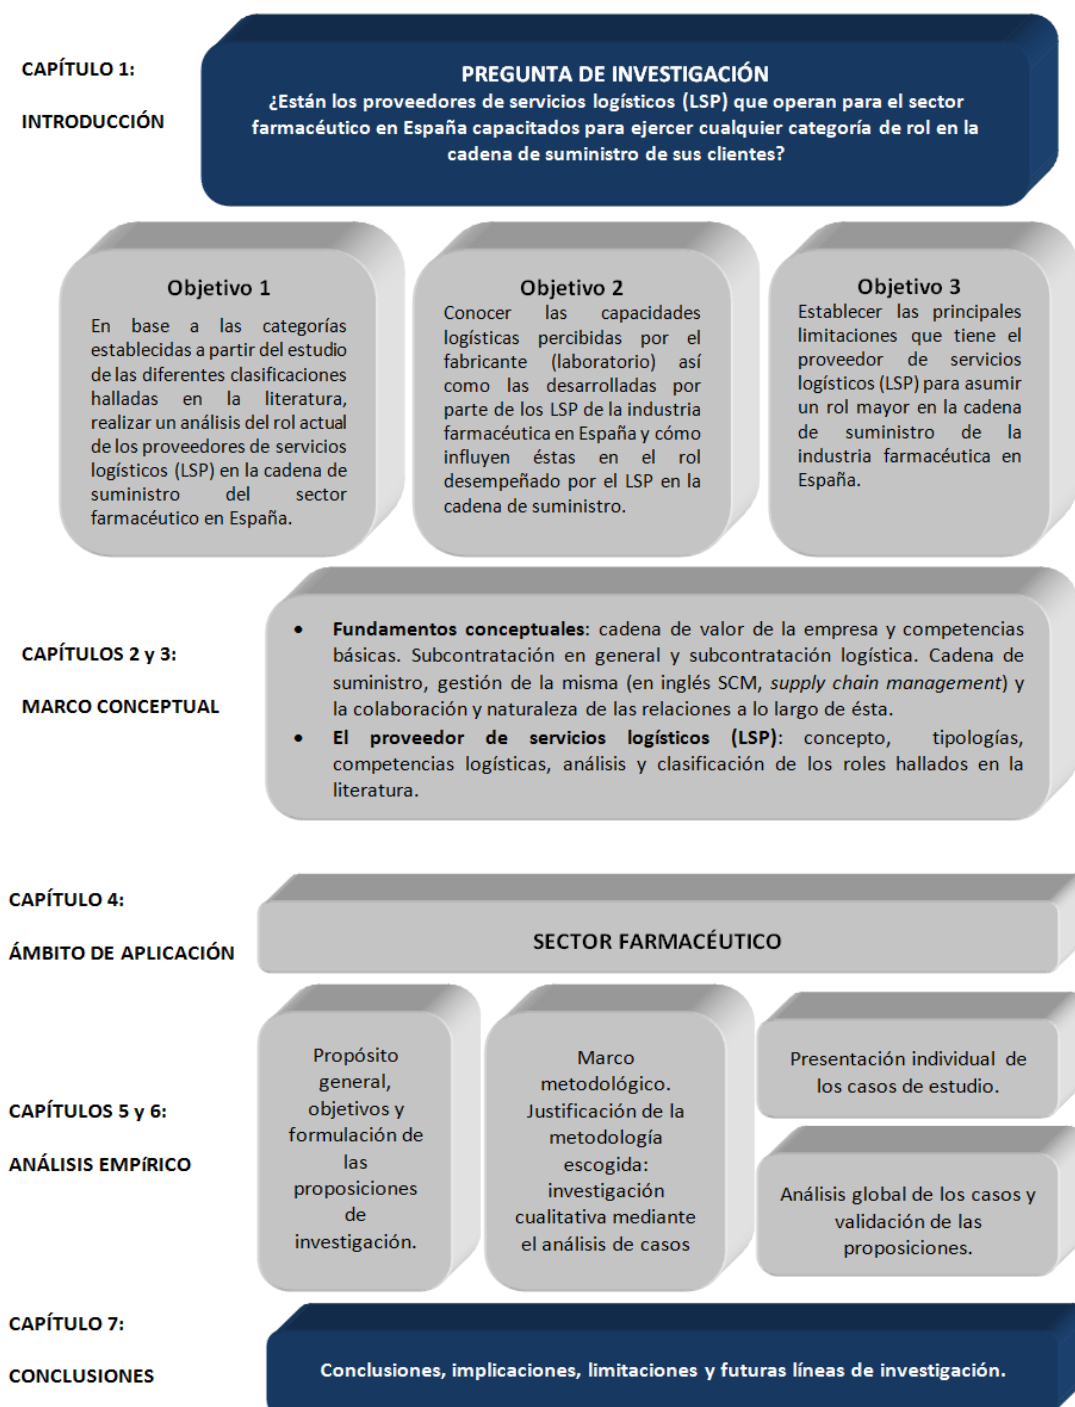 CAPÍTULO 1:
INTRODUCCIÓN
PREGUNTA DE INVESTIGACIÓN
¿Están los proveedores de servicios logísticos (LSP) que operan para el sector
farmacéutico en España capacitados para ejercer cualquier categoría de rol en la
cadena de suministro de sus clientes?
Objetivo 1
En base a las categorías
establecidas a partir del estudio
de las diferentes clasificaciones
halladas en la literatura,
realizar un análisis del rol actual
de los proveedores de servicios
logísticos (LSP) en la cadena de
suministro del sector
farmacéutico en España.
Objetivo 2
Conocer las capacidades
logísticas percibidas por el
fabricante (laboratorio) así
como las desarrolladas por
parte de los LSP de la industria
farmacéutica en España y cómo
influyen éstas en el rol
desempeñado por el LSP en la
cadena de suministro.
Objetivo 3
Establecer las principales
limitaciones que tiene el
proveedor de servicios
logísticos (LSP) para asumir
un rol mayor en la cadena
de suministro de la
industria farmacéutica en
España.
CAPÍTULOS 2 y 3:
MARCO CONCEPTUAL
• Fundamentos conceptuales: cadena de valor de la empresa y competencias
básicas. Subcontratación en general y subcontratación logística. Cadena de
suministro, gestión de la misma (en inglés SCM, supply chain management) y
la colaboración y naturaleza de las relaciones a lo largo de ésta.
• El proveedor de servicios logísticos (LSP): concepto, tipologías,
competencias logísticas, análisis y clasificación de los roles hallados en la
literatura.
CAPÍTULO 4:
ÁMBITO DE APLICACIÓN
SECTOR FARMACÉUTICO
CAPÍTULOS 5 y 6:
ANÁLISIS EMPíRICO
Propósito
general,
objetivos y
formulación de
las
proposiciones
de
investigación.
Marco
metodológico.
Justificación de la
metodología
escogida:
investigación
cualitativa mediante
el análisis de casos
Presentación individual de
los casos de estudio.
Análisis global de los casos y
validación de las
proposiciones.
CAPÍTULO 7:
CONCLUSIONES
Conclusiones, implicaciones, limitaciones y futuras líneas de investigación.